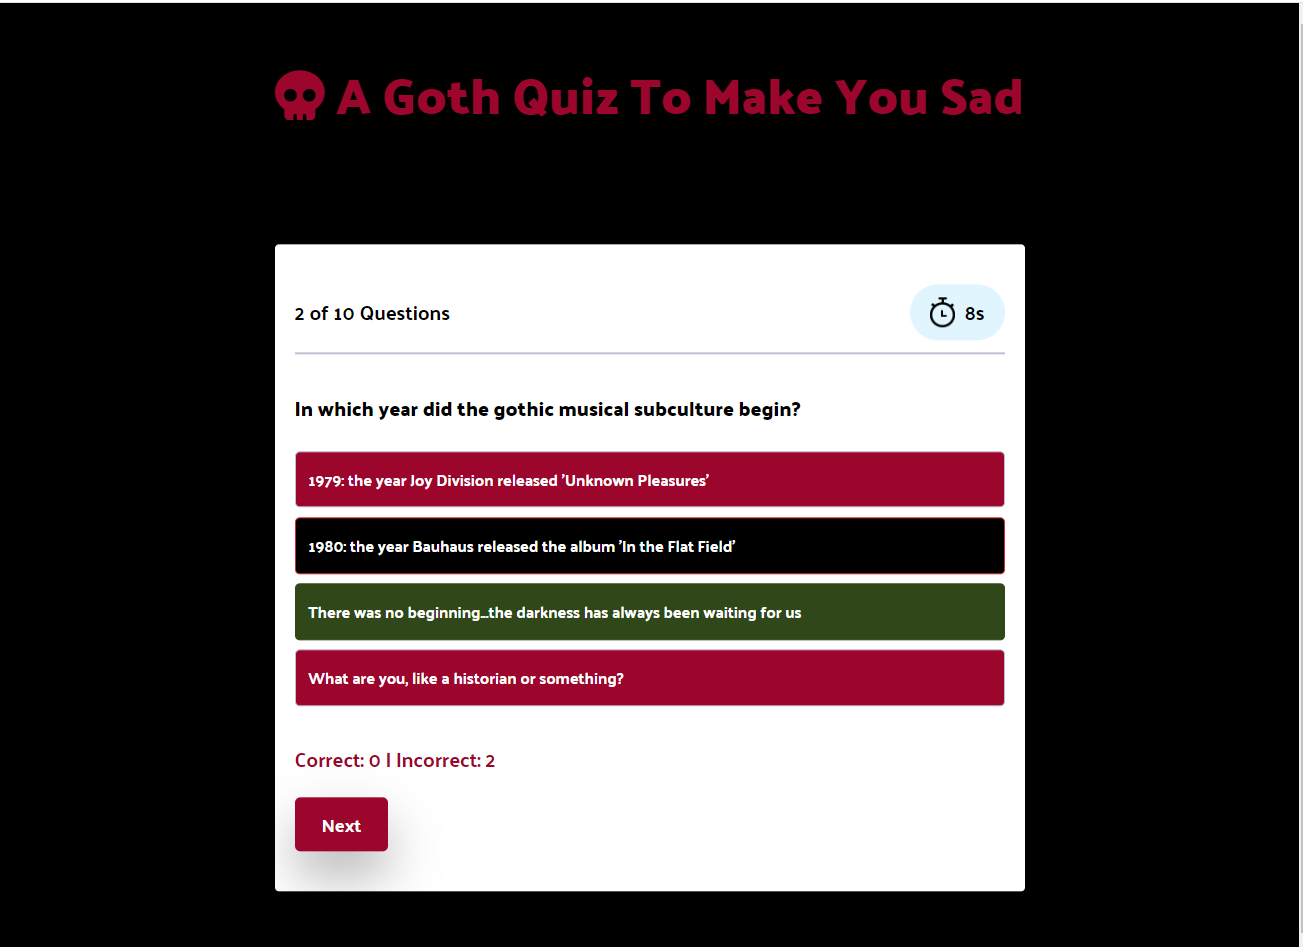 A Goth Quiz To Make You Sad
2 of 10 Questions
8s
In which year did the gothic musical subculture begin?
1979: the year Joy Division released 'Unknown Pleasures'
1980: the year Bauhaus released the album 'In the Flat Field'
There was no beginning...the darkness has always been waiting for us
What are you, like a historian or something?
Correct: 0 | Incorrect: 2
Next